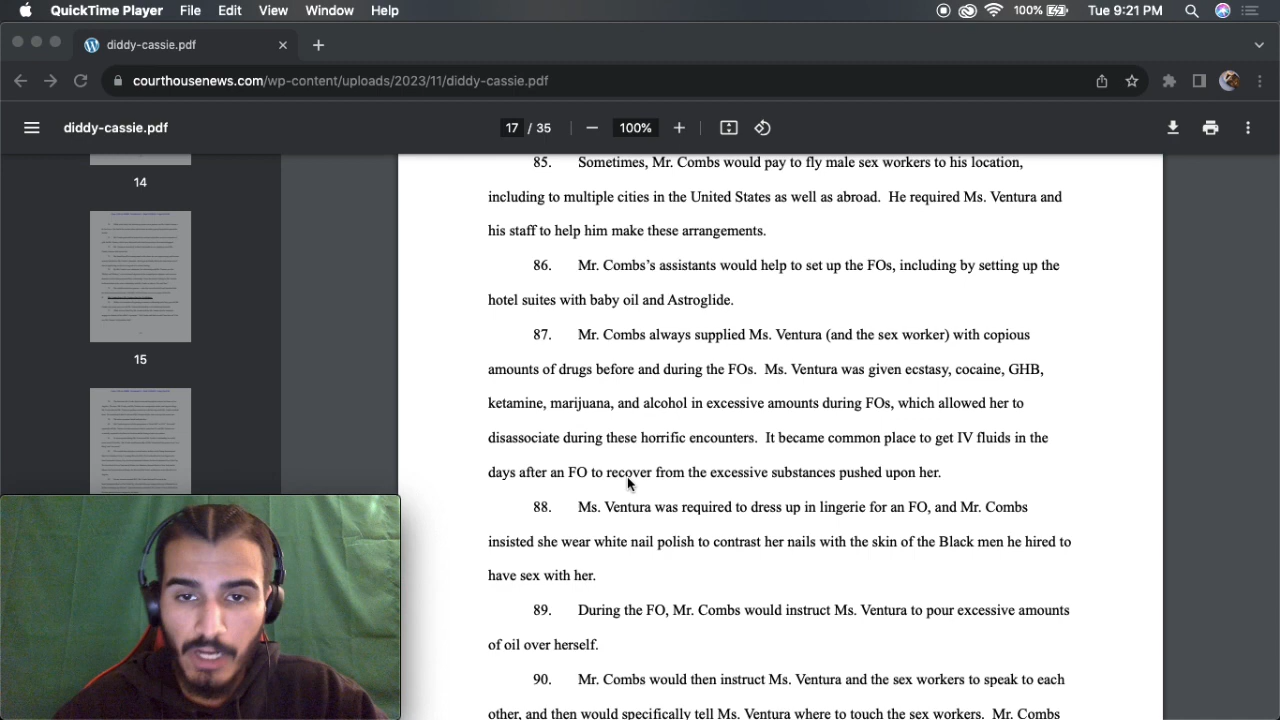 QuickTime Player File Edit View Window Help 100% Tue 9:21 PM
diddy-cassie.pdf
courthousenews.com/wp-content/uploads/2023/11/diddy-cassie.pdf
diddy-cassie.pdf 17 / 35 100%
14
15
85. Sometimes, Mr. Combs would pay to fly male sex workers to his location,
including to multiple cities in the United States as well as abroad. He required Ms. Ventura and
his staff to help him make these arrangements.
86. Mr. Combs’s assistants would help to set up the FOs, including by setting up the
hotel suites with baby oil and Astroglide.
87. Mr. Combs always supplied Ms. Ventura (and the sex worker) with copious
amounts of drugs before and during the FOs. Ms. Ventura was given ecstasy, cocaine, GHB,
ketamine, marijuana, and alcohol in excessive amounts during FOs, which allowed her to
disassociate during these horrific encounters. It became common place to get IV fluids in the
days after an FO to recover from the excessive substances pushed upon her.
88. Ms. Ventura was required to dress up in lingerie for an FO, and Mr. Combs
insisted she wear white nail polish to contrast her nails with the skin of the Black men he hired to
have sex with her.
89. During the FO, Mr. Combs would instruct Ms. Ventura to pour excessive amounts
of oil over herself.
90. Mr. Combs would then instruct Ms. Ventura and the sex workers to speak to each
other, and then would specifically tell Ms. Ventura where to touch the sex workers. Mr. Combs